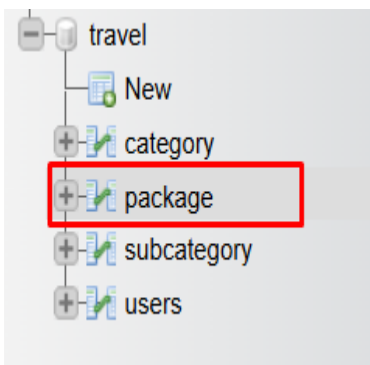 travel
New
category
package
subcategory
users